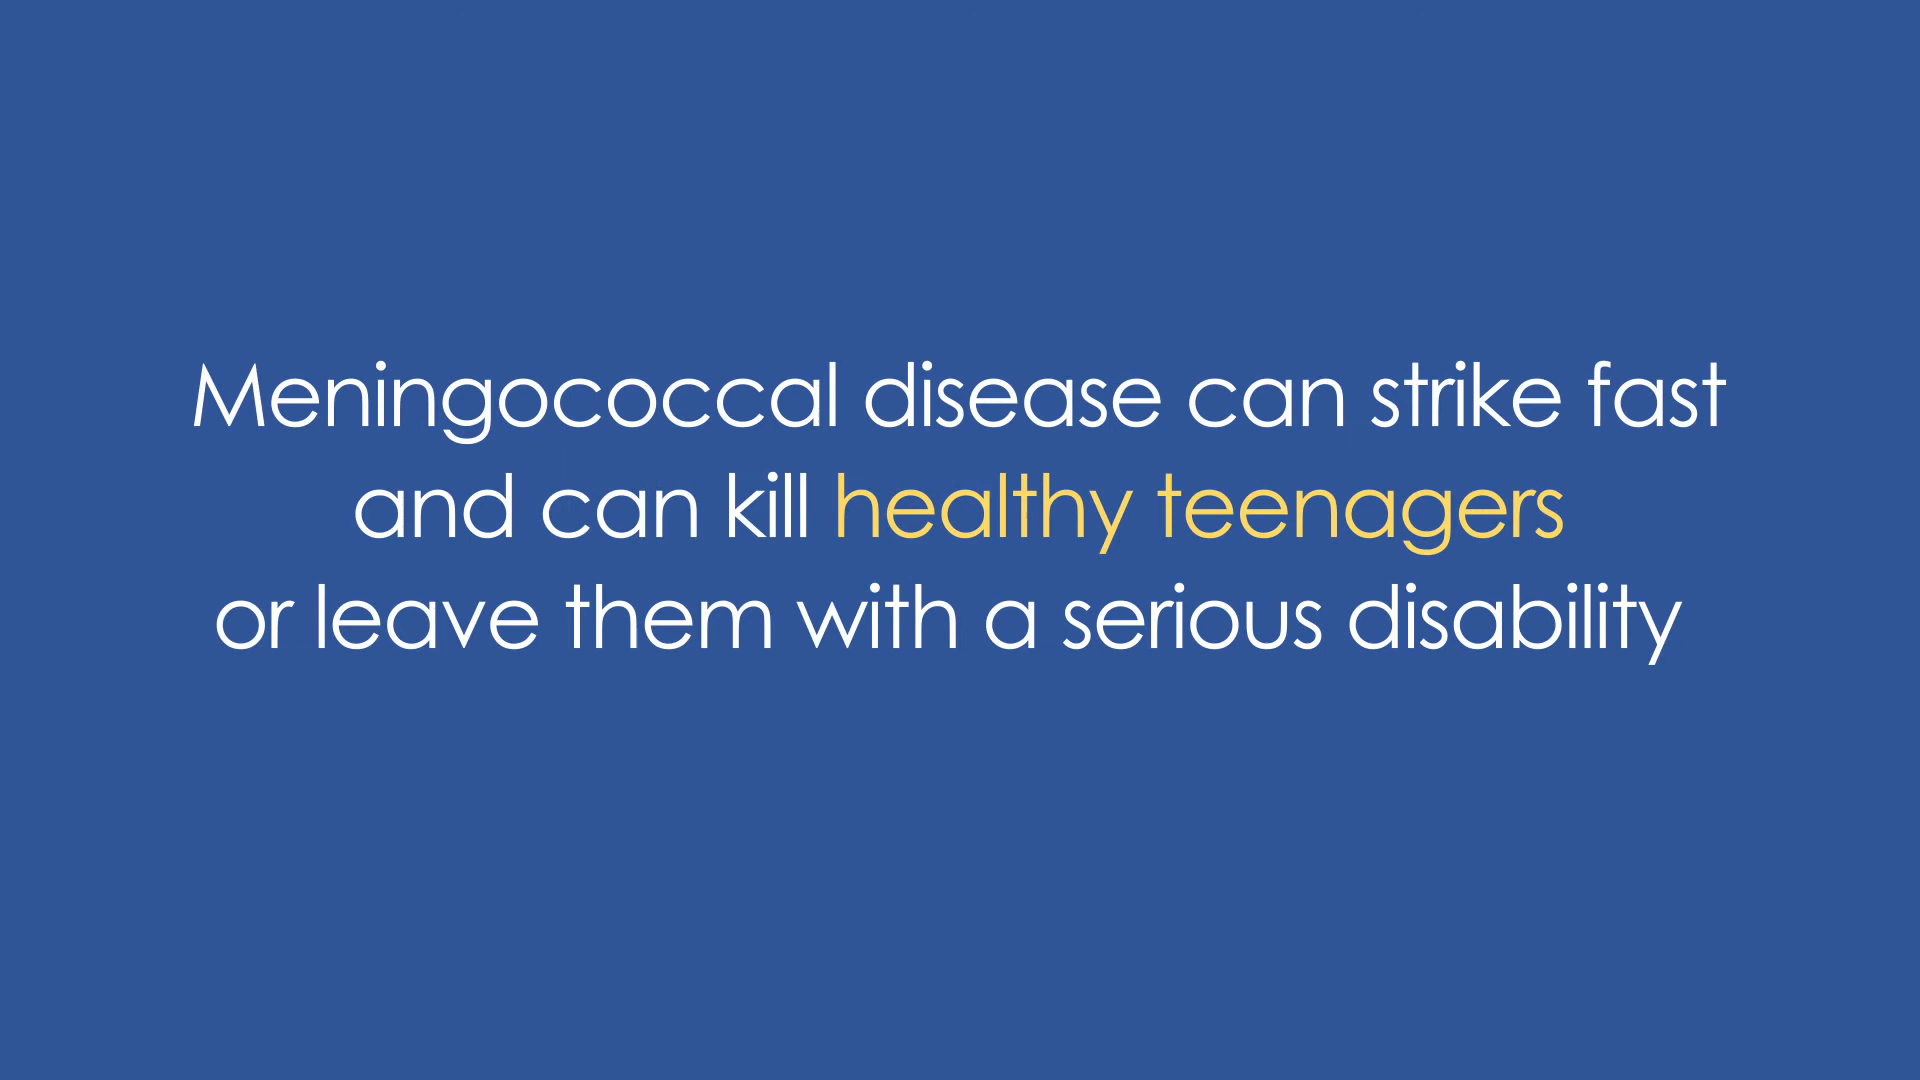 Meningococcal disease can strike fast
and can kill healthy teenagers
or leave them with a serious disability